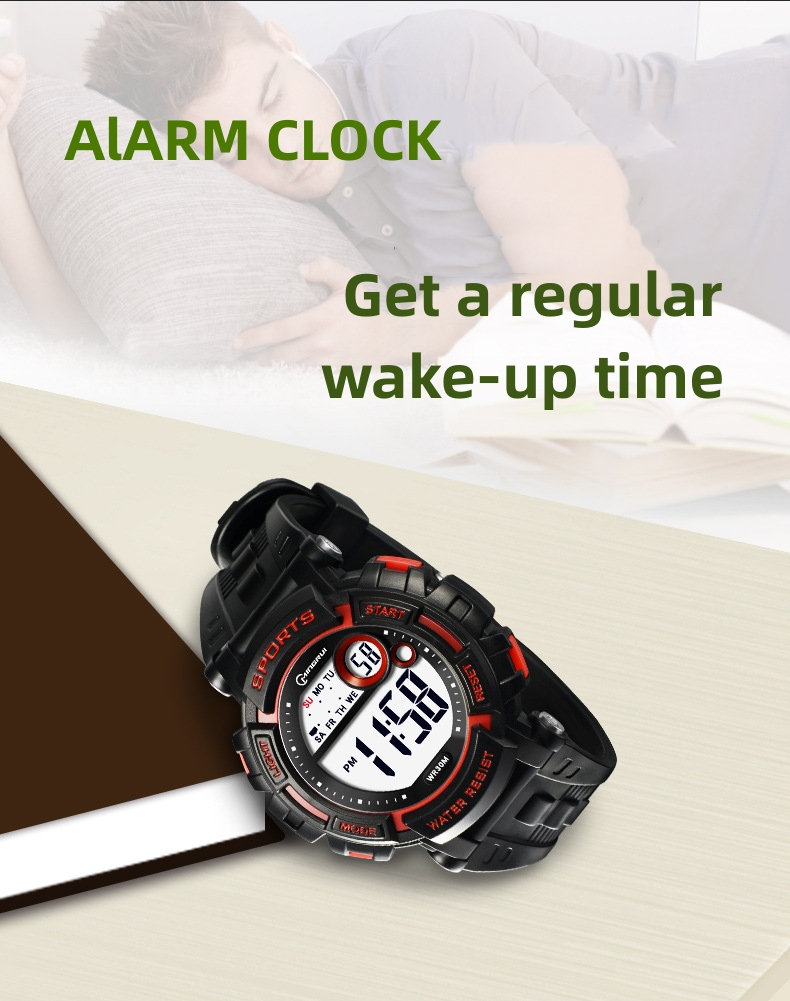 AlARM CLOCK
Get a regular
wake-up time
SPORTS
START
MINGRUI
58
SU MO TU
SA FR TH WE
RESET
PM 11:58
LIGHT
WR30M
WATER RESIST
MODE